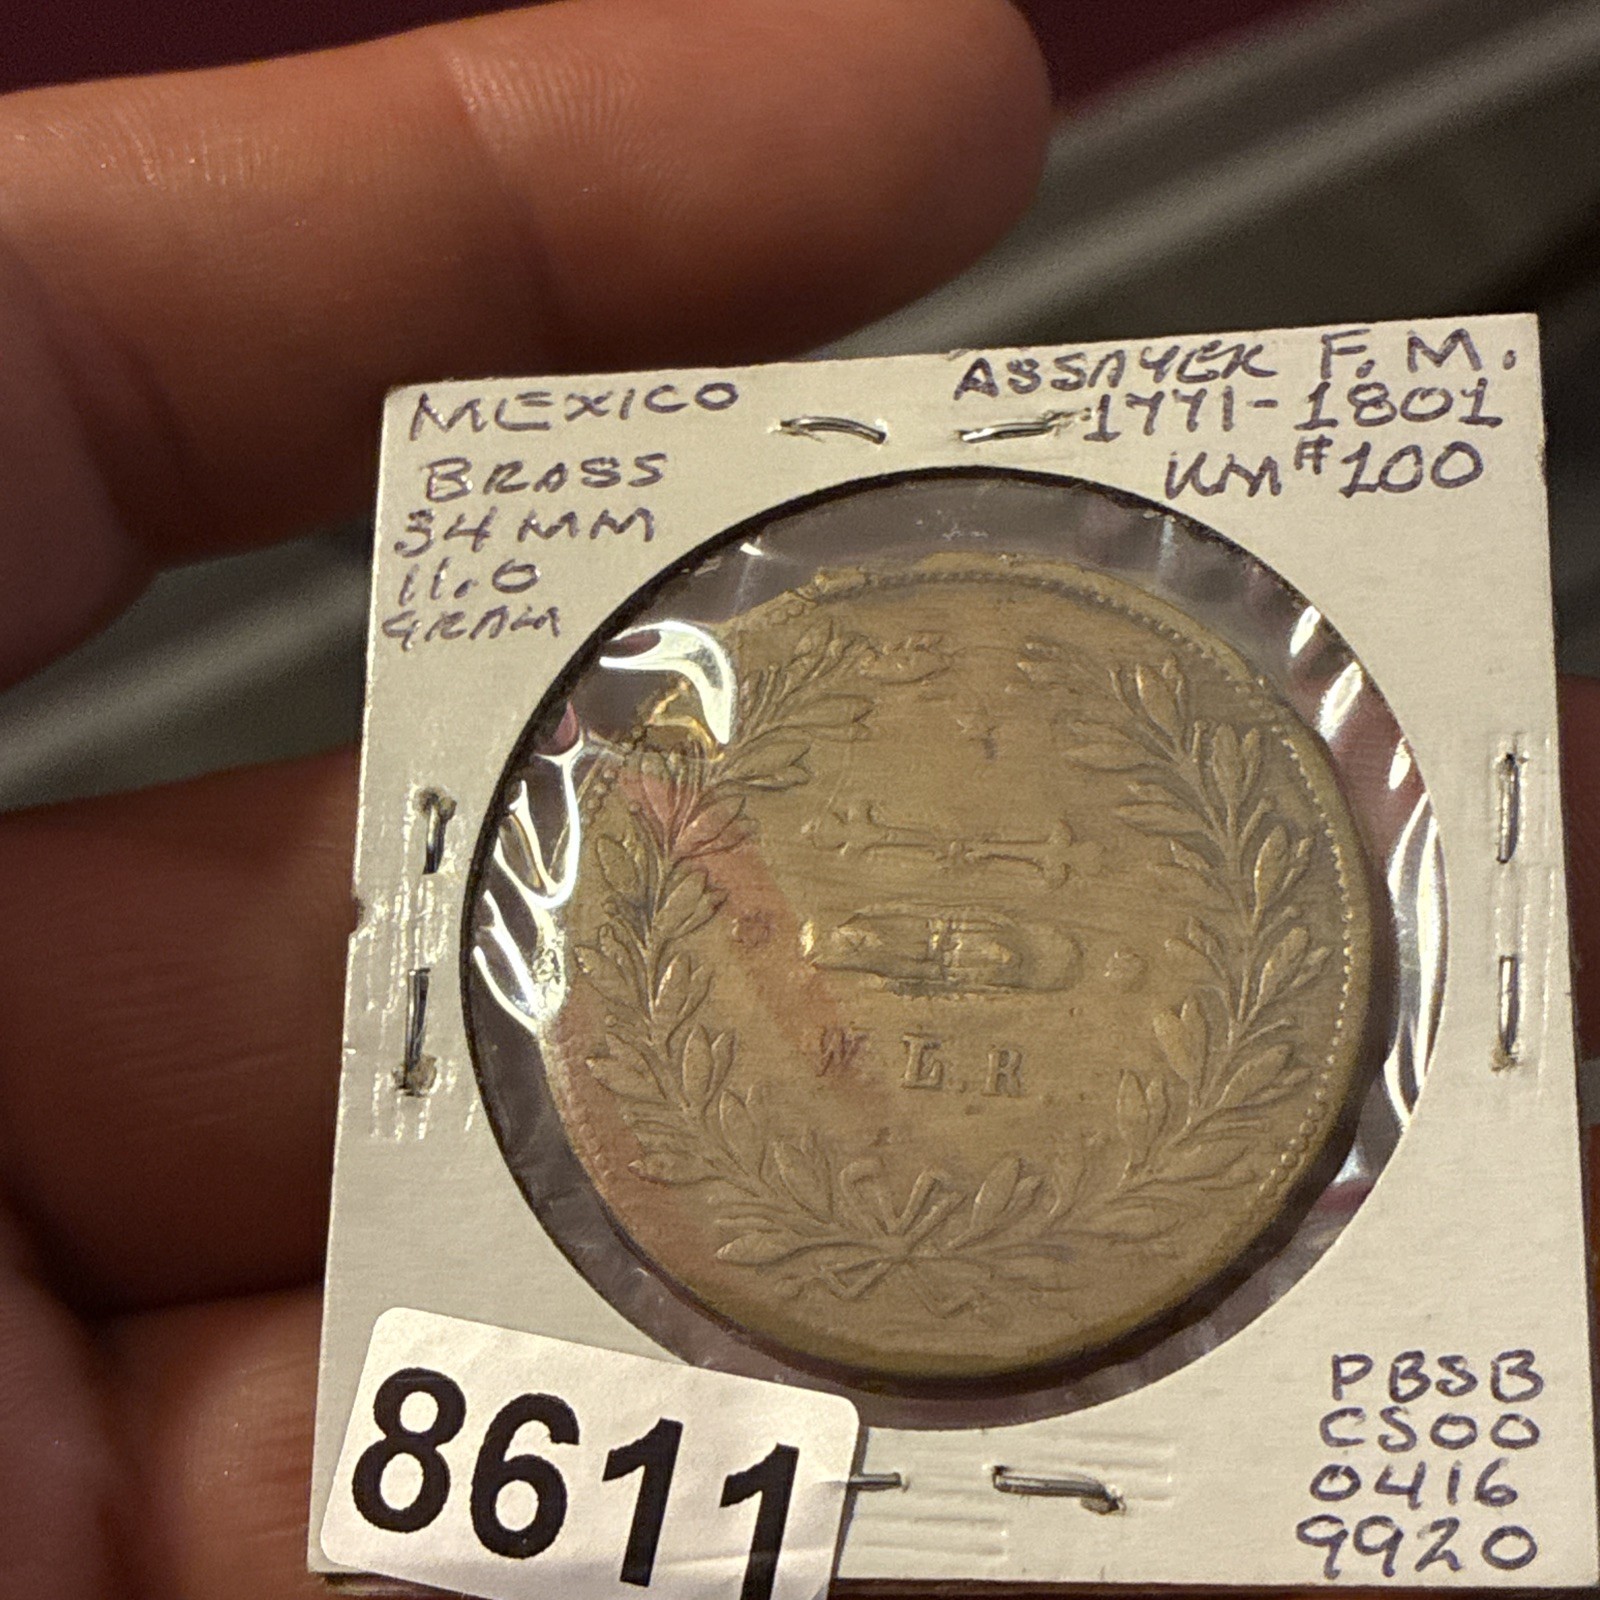 MEXICO
BRASS
34 MM
11.0
GRAM
ASSAYER F.M.
1771-1801
KM#100
W L.R
8611
PBSB
CS00
0416
9920